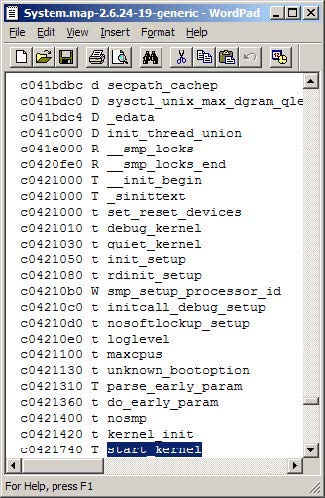 System.map-2.6.24-19-generic - WordPad
File Edit View Insert Format Help
c041bdbc d secpath_cachep
c041bdc0 D sysctl_unix_max_dgram_qle
c041bdc4 D _edata
c041c000 D init_thread_union
c041e000 R __smp_locks
c0420fe0 R __smp_locks_end
c0421000 T __init_begin
c0421000 T _sinittext
c0421000 t set_reset_devices
c0421010 t debug_kernel
c0421030 t quiet_kernel
c0421050 t init_setup
c0421080 t rdinit_setup
c04210b0 W smp_setup_processor_id
c04210c0 t initcall_debug_setup
c04210d0 t nosoftlockup_setup
c04210e0 t loglevel
c0421100 t maxcpus
c0421130 t unknown_bootoption
c0421310 T parse_early_param
c0421360 t do_early_param
c0421400 t nosmp
c0421420 t kernel_init
c0421740 T start_kernel
For Help, press F1